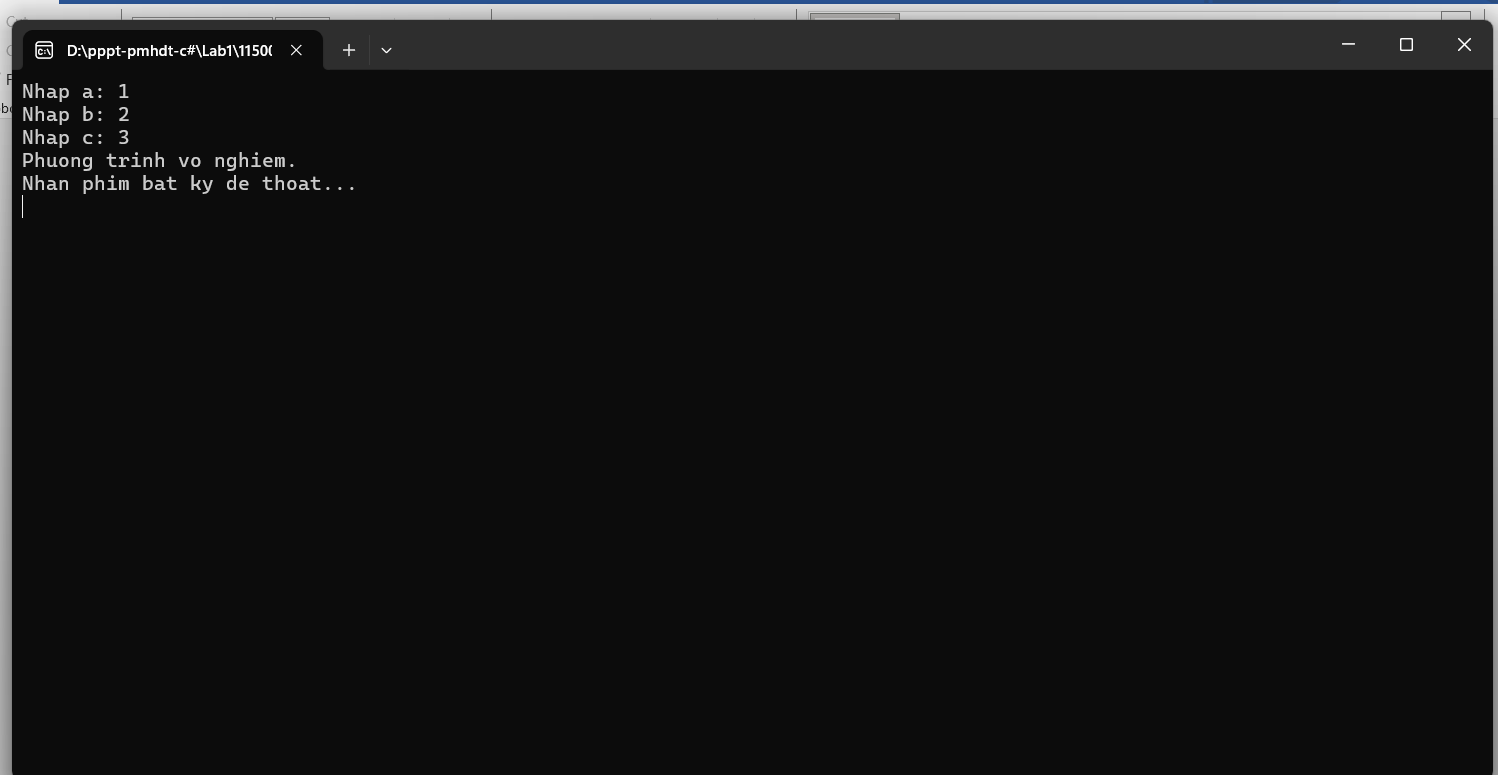 D:\pppt-pmhdt-c#\Lab1\1150
Nhap a: 1
Nhap b: 2
Nhap c: 3
Phuong trinh vo nghiem.
Nhan phim bat ky de thoat...